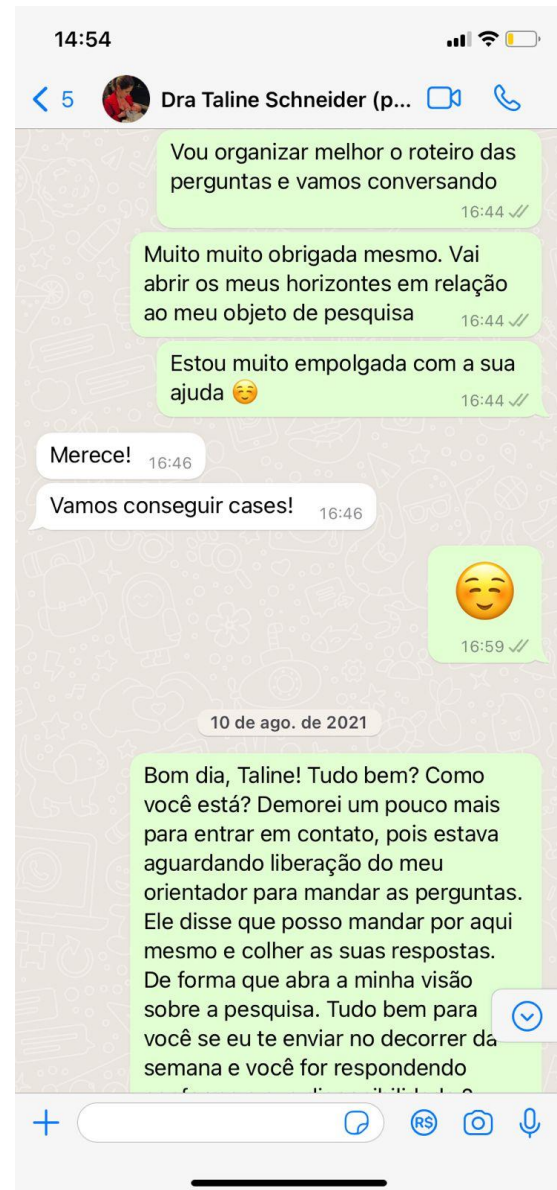 14:54
5
Dra Taline Schneider (p...
Vou organizar melhor o roteiro das
perguntas e vamos conversando
16:44
Muito muito obrigada mesmo. Vai
abrir os meus horizontes em relação
ao meu objeto de pesquisa
16:44
Estou muito empolgada com a sua
ajuda ☺️
16:44
Merece!
16:46
Vamos conseguir cases!
16:46
☺️
16:59
10 de ago. de 2021
Bom dia, Taline! Tudo bem? Como
você está? Demorei um pouco mais
para entrar em contato, pois estava
aguardando liberação do meu
orientador para mandar as perguntas.
Ele disse que posso mandar por aqui
mesmo e colher as suas respostas.
De forma que abra a minha visão
sobre a pesquisa. Tudo bem para
você se eu te enviar no decorrer da
semana e você for respondendo
R$